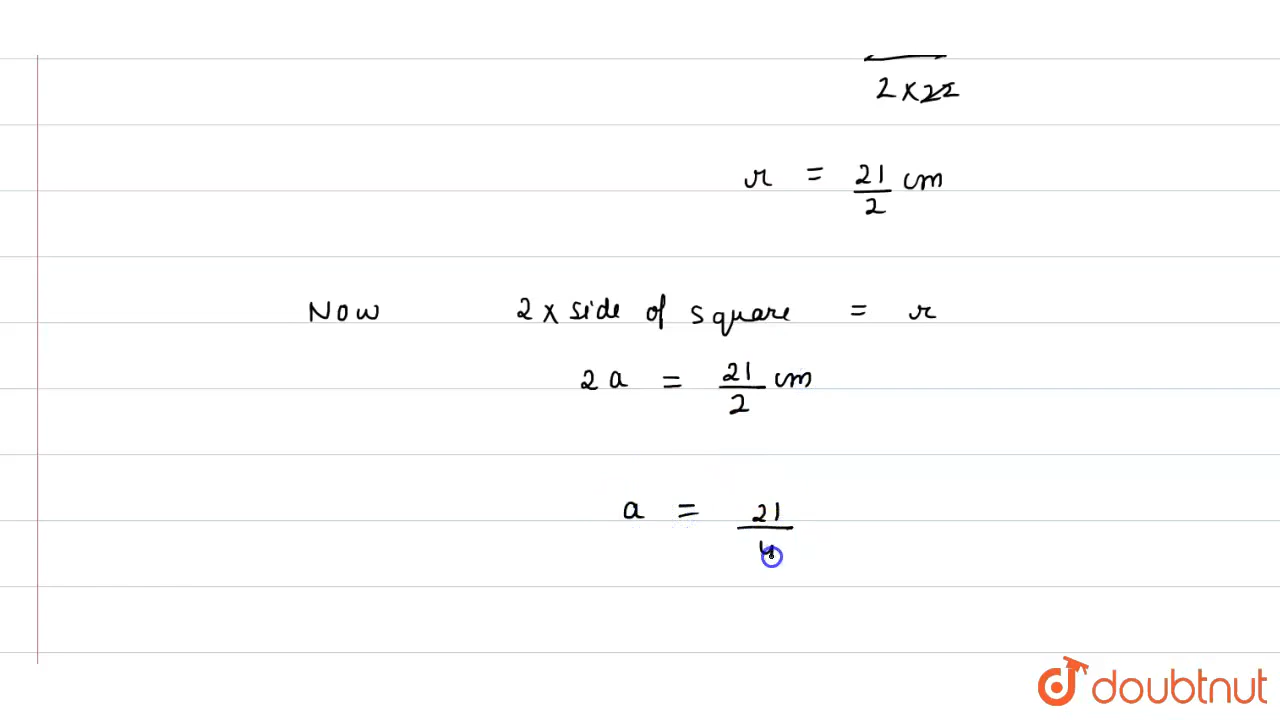 2 x 22
r = 21/2 cm
Now 2 x side of square = r
2a = 21/2 cm
a = 21/4
doubtnut